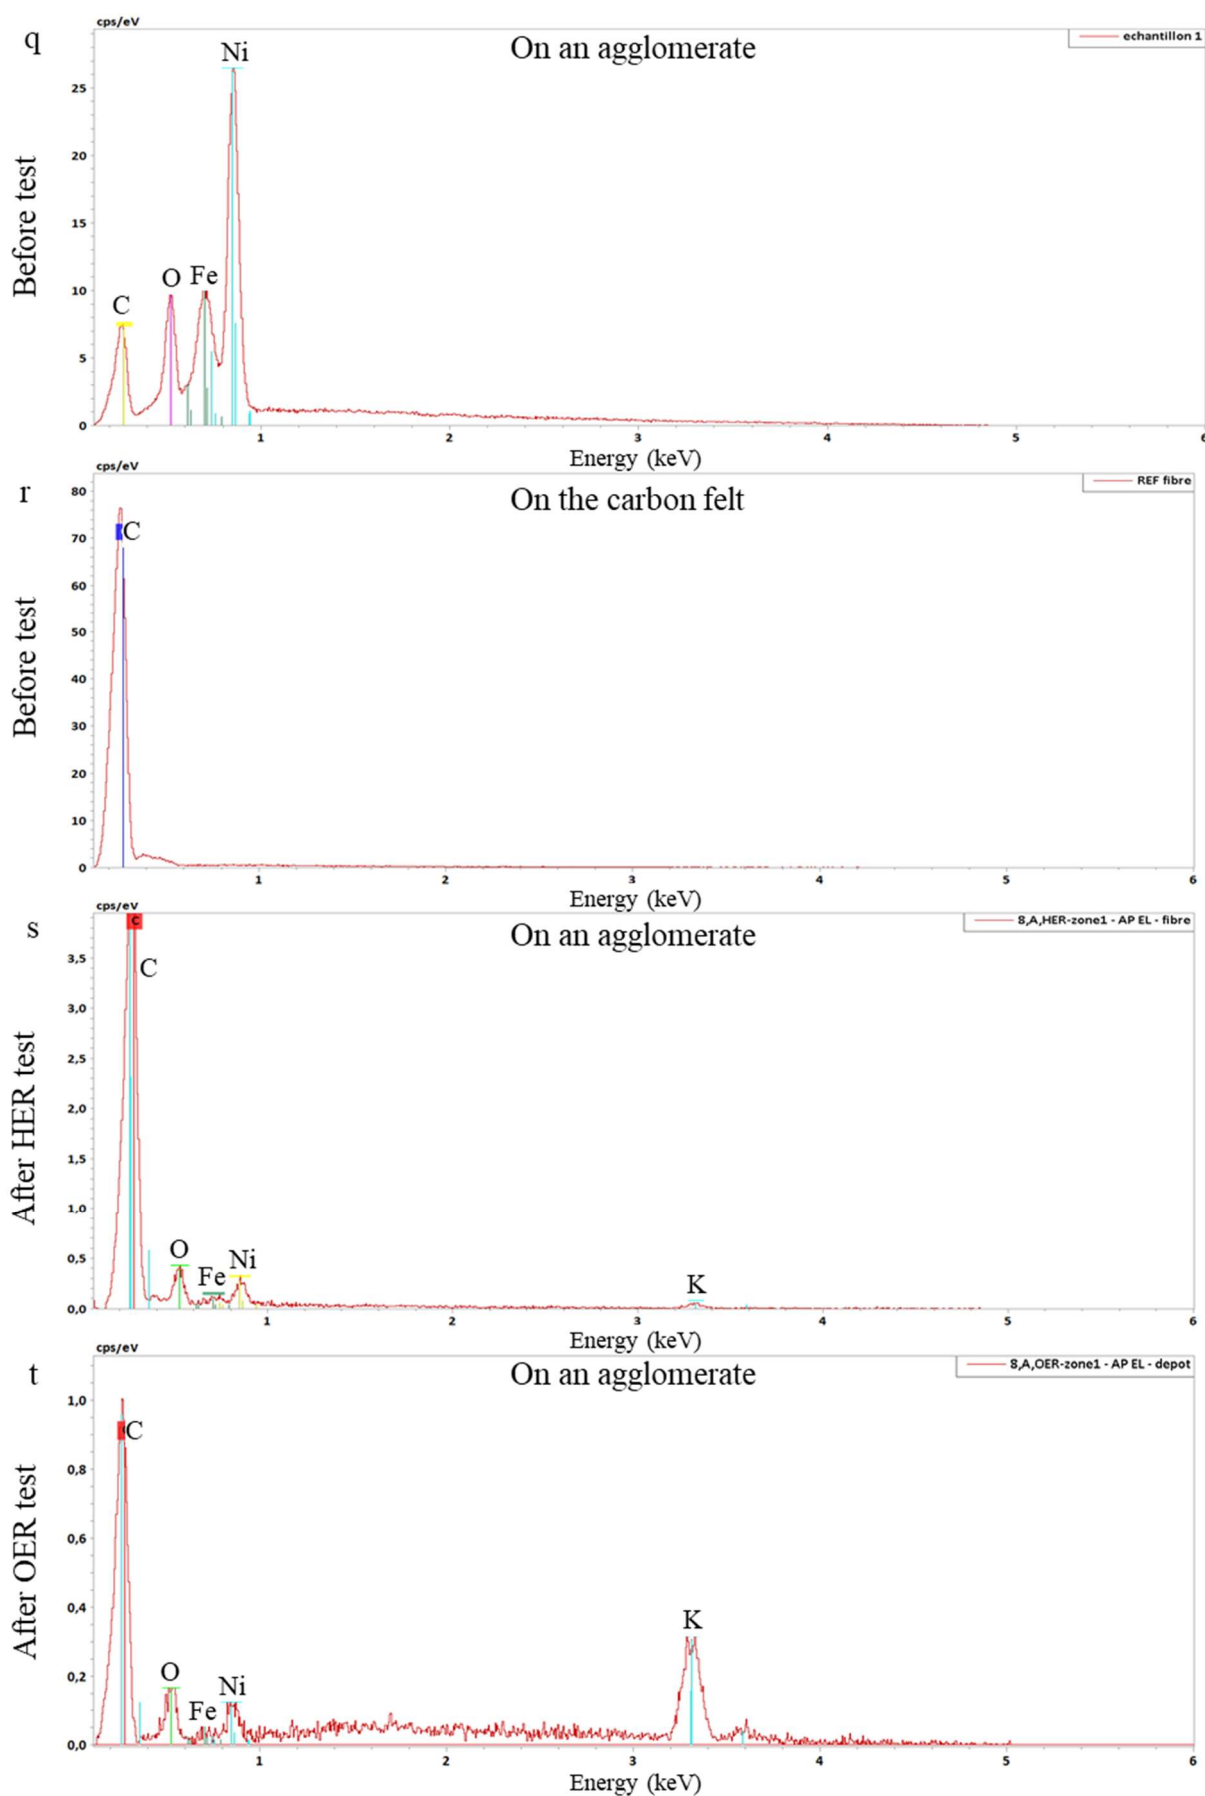 cps/eV
q
On an agglomerate
echantillon 1
Before test
Ni
25
20
15
10
5
0
C
O
Fe
1
2
3
4
5
6
Energy (keV)
cps/eV
r
On the carbon felt
REF fibre
Before test
80
70
60
50
40
30
20
10
0
C
1
2
3
4
5
6
Energy (keV)
cps/eV
s
On an agglomerate
8,A,HER-zone1 - AP EL - fibre
After HER test
C
C
3,5
3,0
2,5
2,0
1,5
1,0
0,5
0,0
O
Fe
Ni
K
1
2
3
4
5
6
Energy (keV)
cps/eV
t
On an agglomerate
8,A,OER-zone1 - AP EL - depot
After OER test
1,0
0,8
0,6
0,4
0,2
0,0
C
O
Fe
Ni
K
1
2
3
4
5
6
Energy (keV)